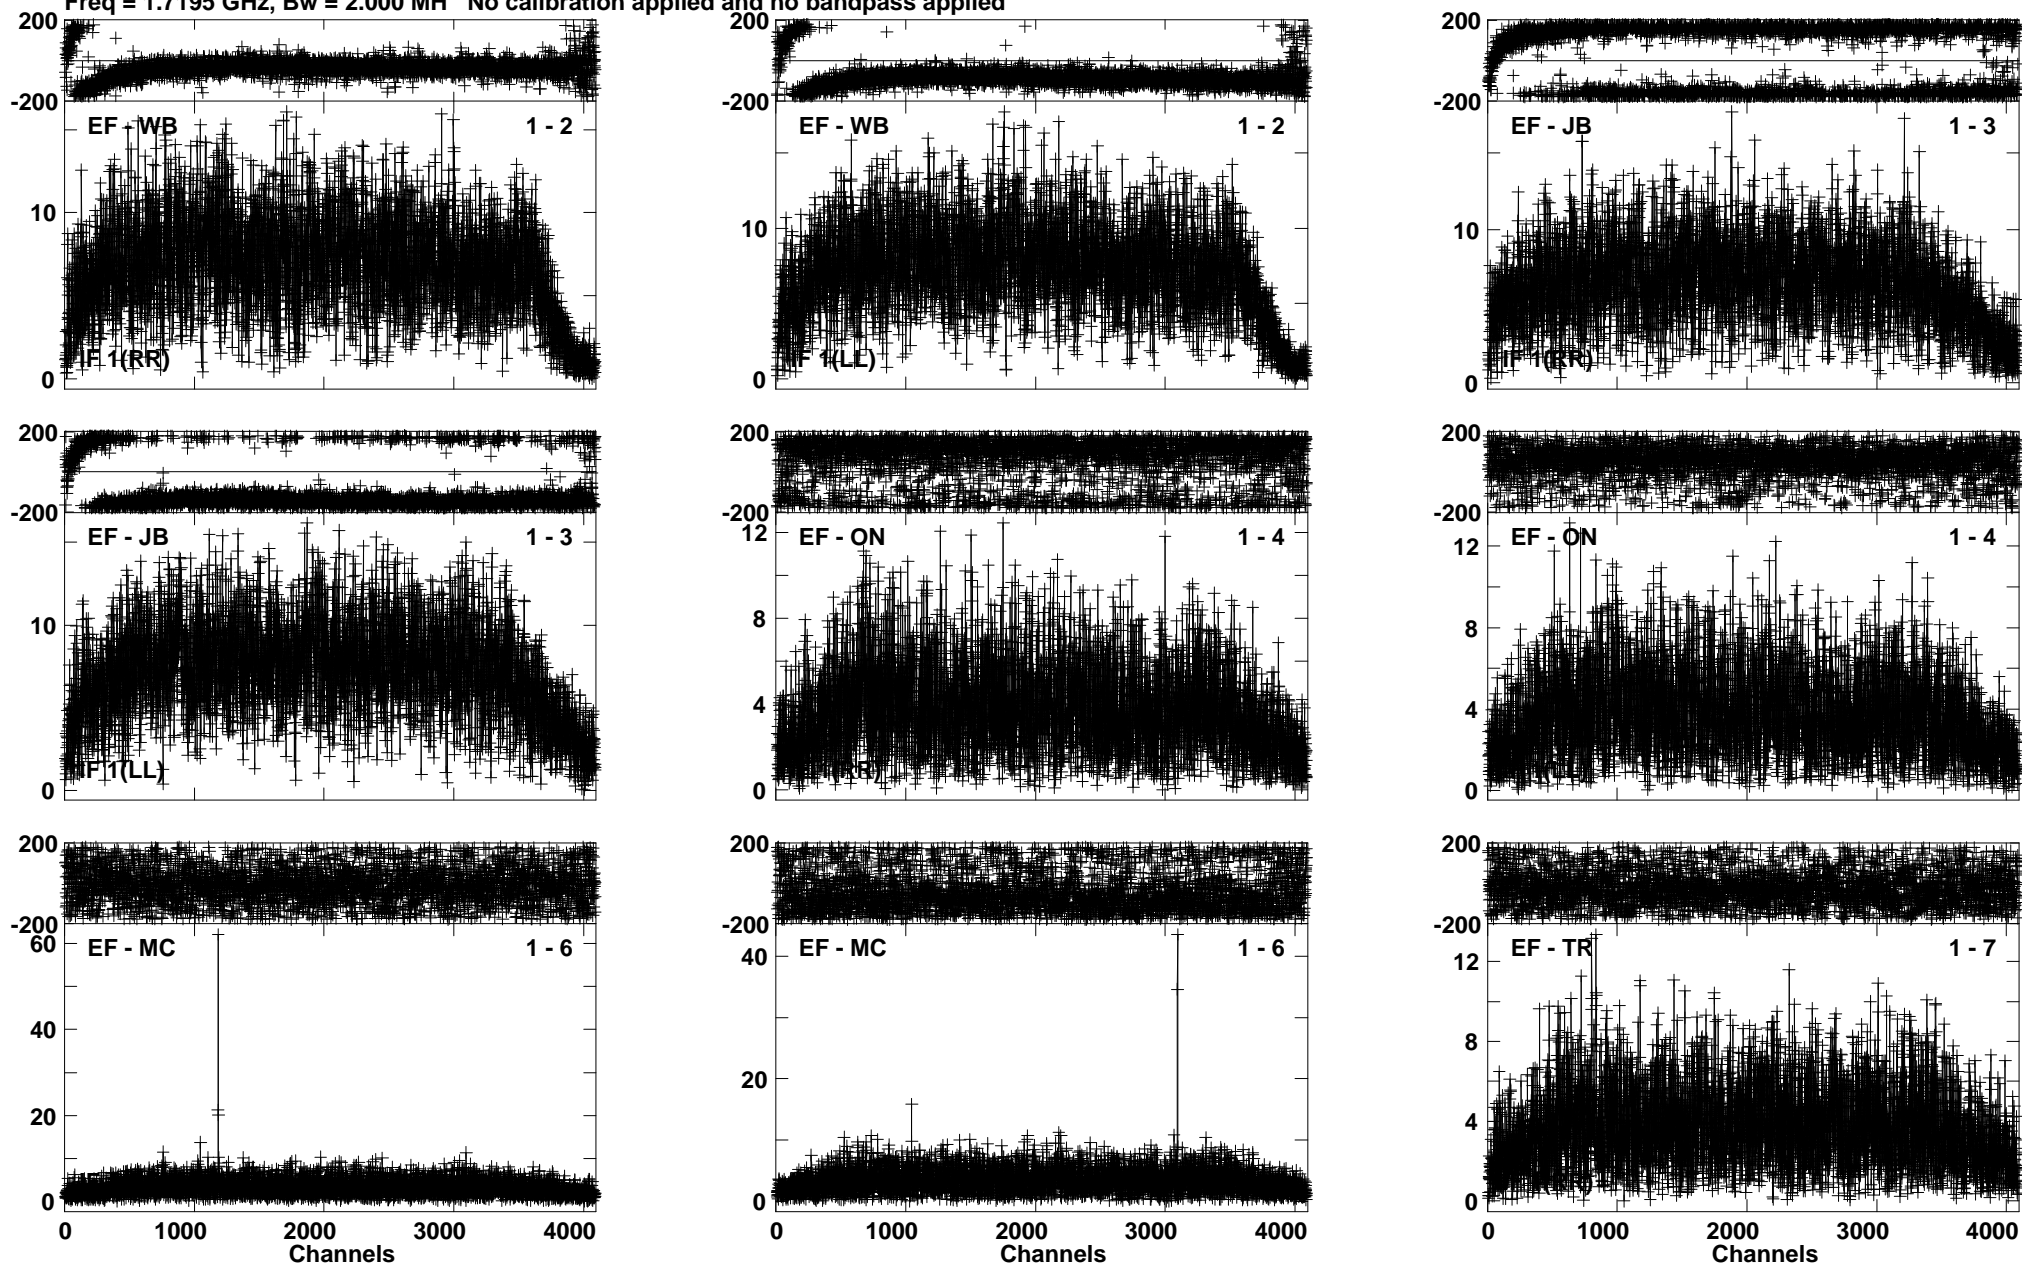 Freq = 1.7195 GHz, Bw = 2.000 MH No calibration applied and no bandpass applied
200
-200
EF - WB
1 - 2
10
0
IF 1(RR)
200
-200
EF - WB
1 - 2
10
0
IF 1(LL)
200
-200
EF - JB
1 - 3
10
0
IF 1(RR)
200
-200
EF - JB
1 - 3
10
0
IF 1(LL)
200
-200
EF - ON
1 - 4
12
8
4
0
200
-200
EF - ON
1 - 4
12
8
4
0
200
-200
EF - MC
1 - 6
60
40
20
0
0 1000 2000 3000 4000
Channels
200
-200
EF - MC
1 - 6
40
20
0
200
-200
EF - TR
1 - 7
12
8
4
0
0 1000 2000 3000 4000
Channels
0 1000 2000 3000 4000
Channels